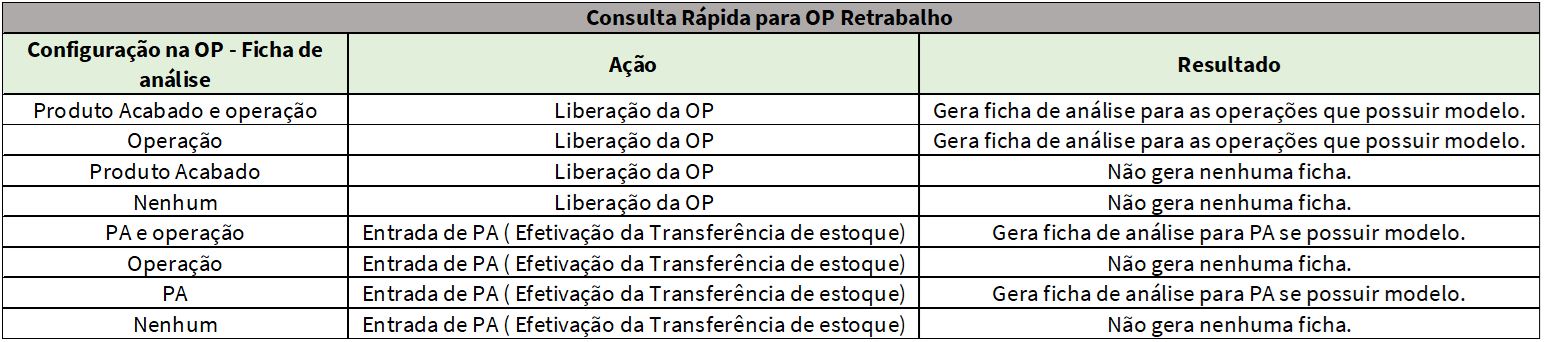 Consulta Rápida para OP Retrabalho
Configuração na OP - Ficha de
análise
Ação
Resultado
Produto Acabado e operação
Liberação da OP
Gera ficha de análise para as operações que possuir modelo.
Operação
Liberação da OP
Gera ficha de análise para as operações que possuir modelo.
Produto Acabado
Liberação da OP
Não gera nenhuma ficha.
Nenhum
Liberação da OP
Não gera nenhuma ficha.
PA e operação
Entrada de PA ( Efetivação da Transferência de estoque)
Gera ficha de análise para PA se possuir modelo.
Operação
Entrada de PA ( Efetivação da Transferência de estoque)
Não gera nenhuma ficha.
PA
Entrada de PA ( Efetivação da Transferência de estoque)
Gera ficha de análise para PA se possuir modelo.
Nenhum
Entrada de PA ( Efetivação da Transferência de estoque)
Não gera nenhuma ficha.